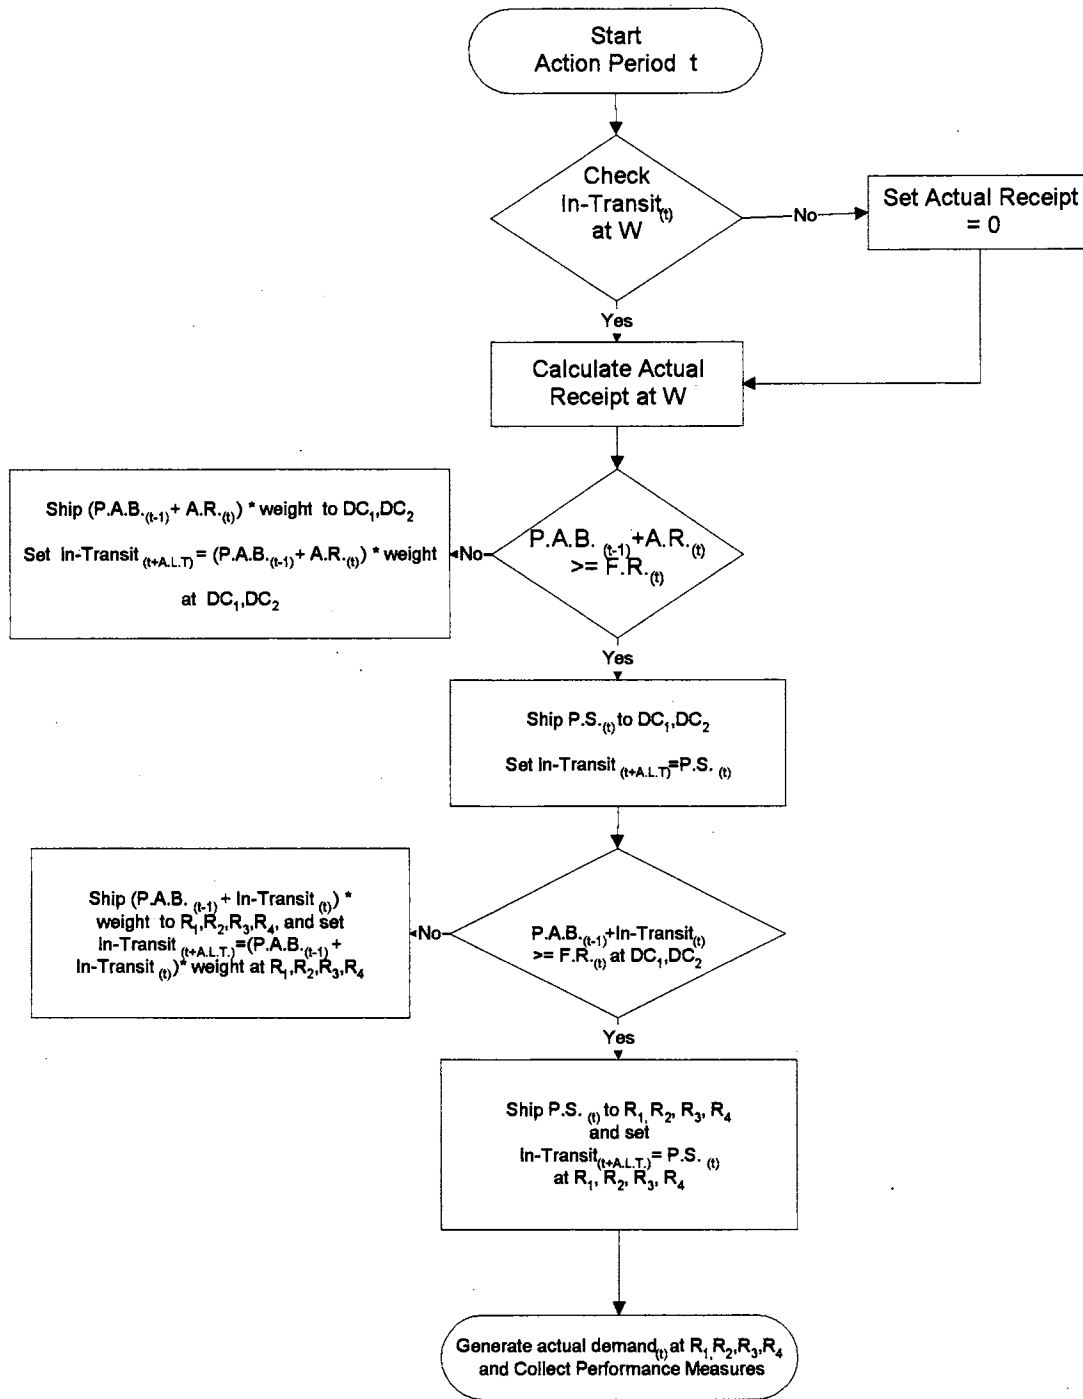 Start
Action Period t
Check
In-Transit(t)
at W
No
Set Actual Receipt
= 0
Yes
Calculate Actual
Receipt at W
P.A.B. (t-1)+A.R.(t)
>= F.R.(t)
No
Ship (P.A.B.(t-1)+ A.R.(t)) * weight to DC1,DC2
Set In-Transit (t+A.L.T)= (P.A.B.(t-1)+ A.R.(t)) * weight
at DC1,DC2
Yes
Ship P.S.(t) to DC1,DC2
Set In-Transit (t+A.L.T)=P.S. (t)
P.A.B.(t-1)+In-Transit(t)
>= F.R.(t) at DC1,DC2
No
Ship (P.A.B. (t-1) + In-Transit (t)) *
weight to R1,R2,R3,R4, and set
In-Transit (t+A.L.T.)=(P.A.B.(t-1) +
In-Transit (t))* weight at R1,R2,R3,R4
Yes
Ship P.S. (t) to R1, R2, R3, R4
and set
In-Transit(t+A.L.T.)= P.S. (t)
at R1, R2, R3, R4
Generate actual demand(t) at R1,R2,R3,R4
and Collect Performance Measures